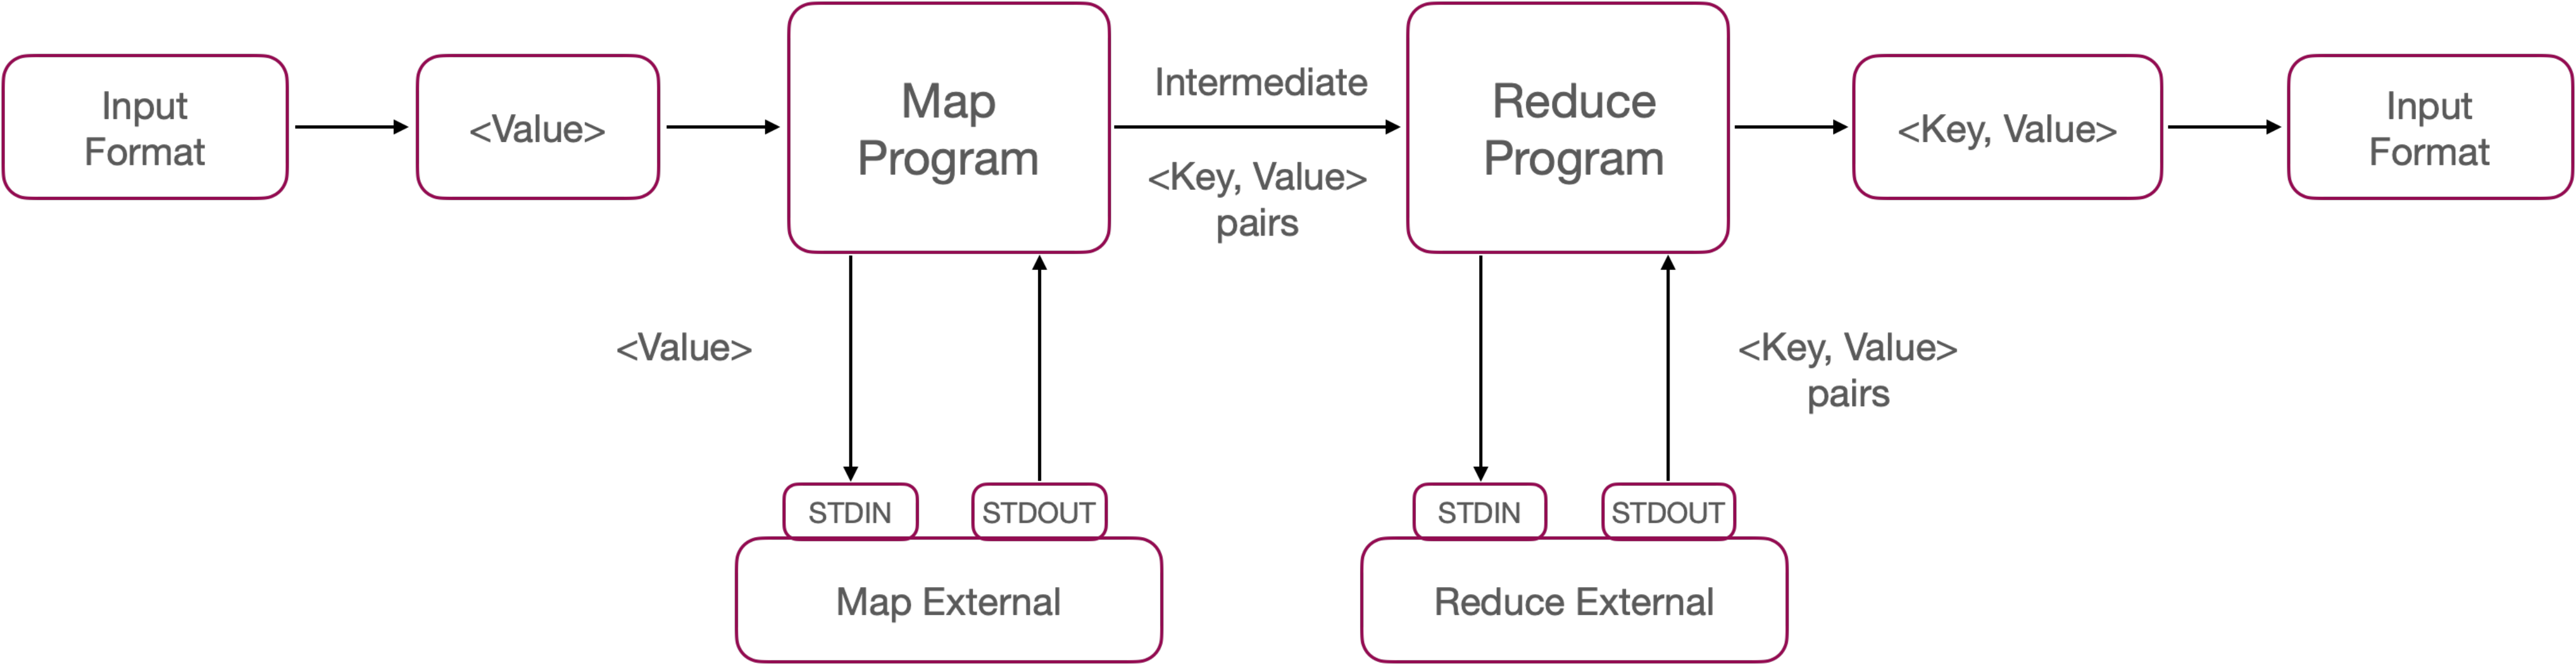 Input
Format
<Value>
Map
Program
Intermediate
<Key, Value>
pairs
Reduce
Program
<Key, Value>
Input
Format
<Value>
<Key, Value>
pairs
STDIN
STDOUT
STDIN
STDOUT
Map External
Reduce External